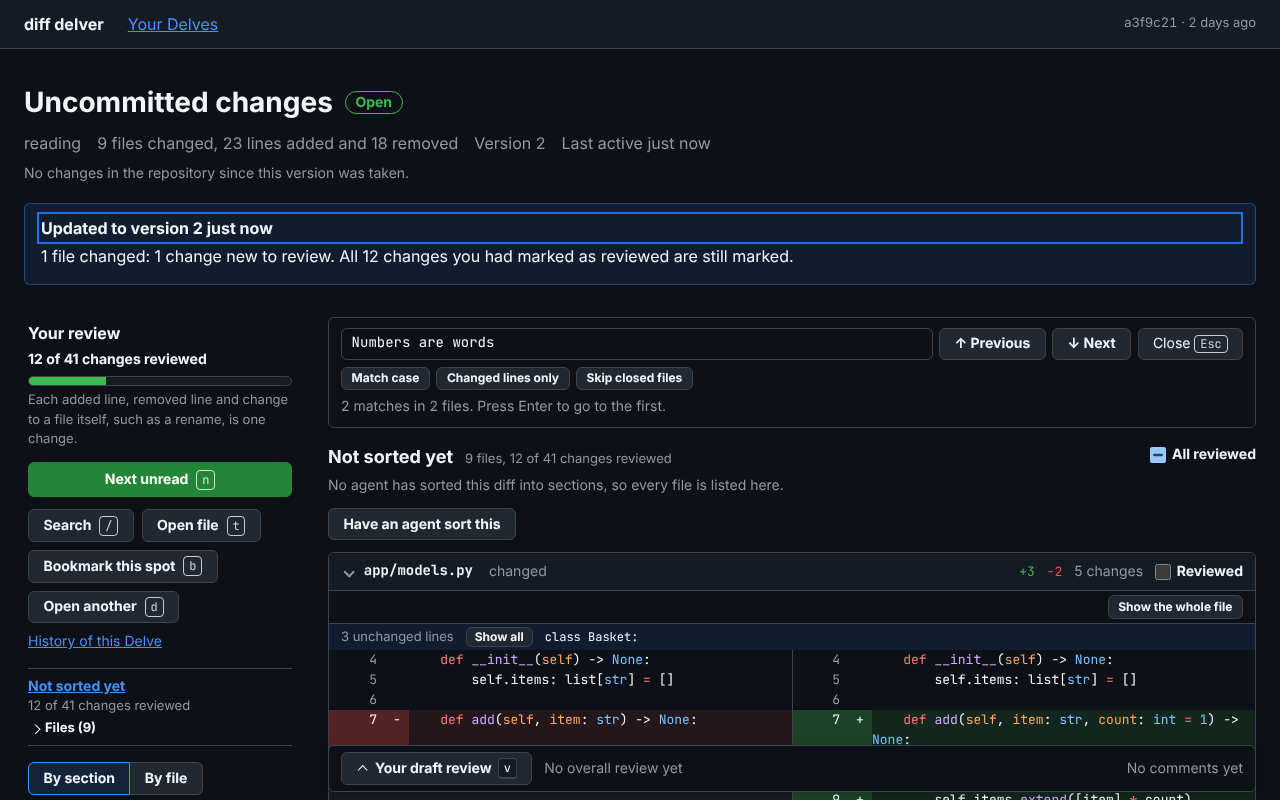 diff delver Your Delves a3f9c21 · 2 days ago
Uncommitted changes Open
reading 9 files changed, 23 lines added and 18 removed Version 2 Last active just now
No changes in the repository since this version was taken.
Updated to version 2 just now
1 file changed: 1 change new to review. All 12 changes you had marked as reviewed are still marked.
Your review
12 of 41 changes reviewed
Each added line, removed line and change
to a file itself, such as a rename, is one
change.
Next unread n
Search / Open file t
Bookmark this spot b
Open another d
History of this Delve
Not sorted yet
12 of 41 changes reviewed
Files (9)
By section By file
Numbers are words ↑ Previous ↓ Next Close Esc
Match case Changed lines only Skip closed files
2 matches in 2 files. Press Enter to go to the first.
Not sorted yet 9 files, 12 of 41 changes reviewed All reviewed
No agent has sorted this diff into sections, so every file is listed here.
Have an agent sort this
app/models.py changed +3 -2 5 changes Reviewed
Show the whole file
3 unchanged lines Show all class Basket:
4 def __init__(self) -> None: 4 def __init__(self) -> None:
5 self.items: list[str] = [] 5 self.items: list[str] = []
6 6
7 - def add(self, item: str) -> None: 7 + def add(self, item: str, count: int = 1) ->
None:
Your draft review v No overall review yet No comments yet
9 + self.items.extend([item] * count)